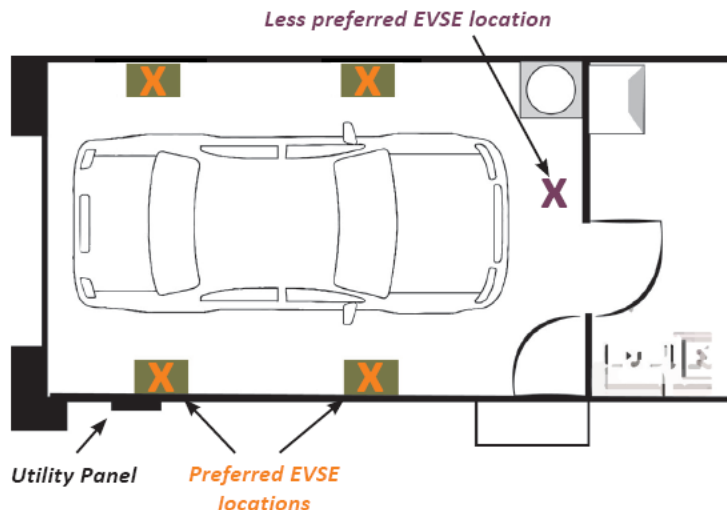 Less preferred EVSE location
X X
X
X X
Utility Panel
Preferred EVSE
locations